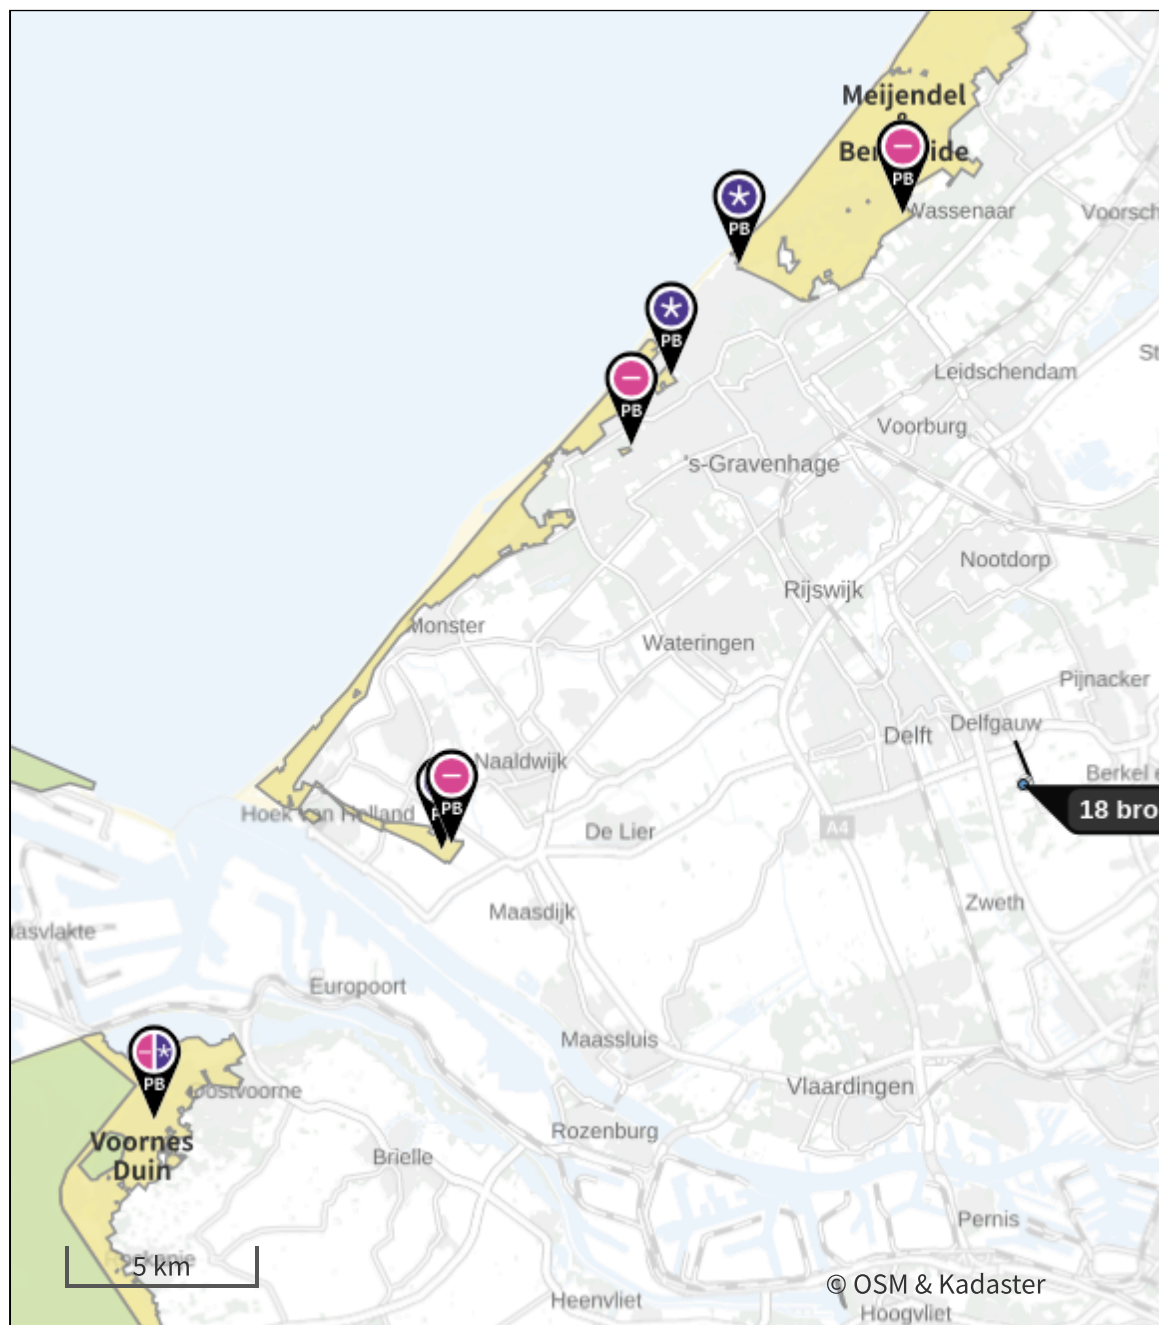 Meijendel
&
PB
Wassenaar
Voorsch
PB
PB
Leidschendam
St
PB
Voorburg
's-Gravenhage
Nootdorp
Rijswijk
Monster
Wateringen
Pijnacker
Delfgauw
Delft
Naaldwijk
Berkel e
PB
Hoek van Holland
18 bro
De Lier
A4
Zweth
Maasdijk
asvlakte
Europoort
Maassluis
PB
Vlaardingen
Oostvoorne
Rozenburg
Voornes
Duin
Brielle
Pernis
5 km
© OSM & Kadaster
Heenvliet
Hoogvliet